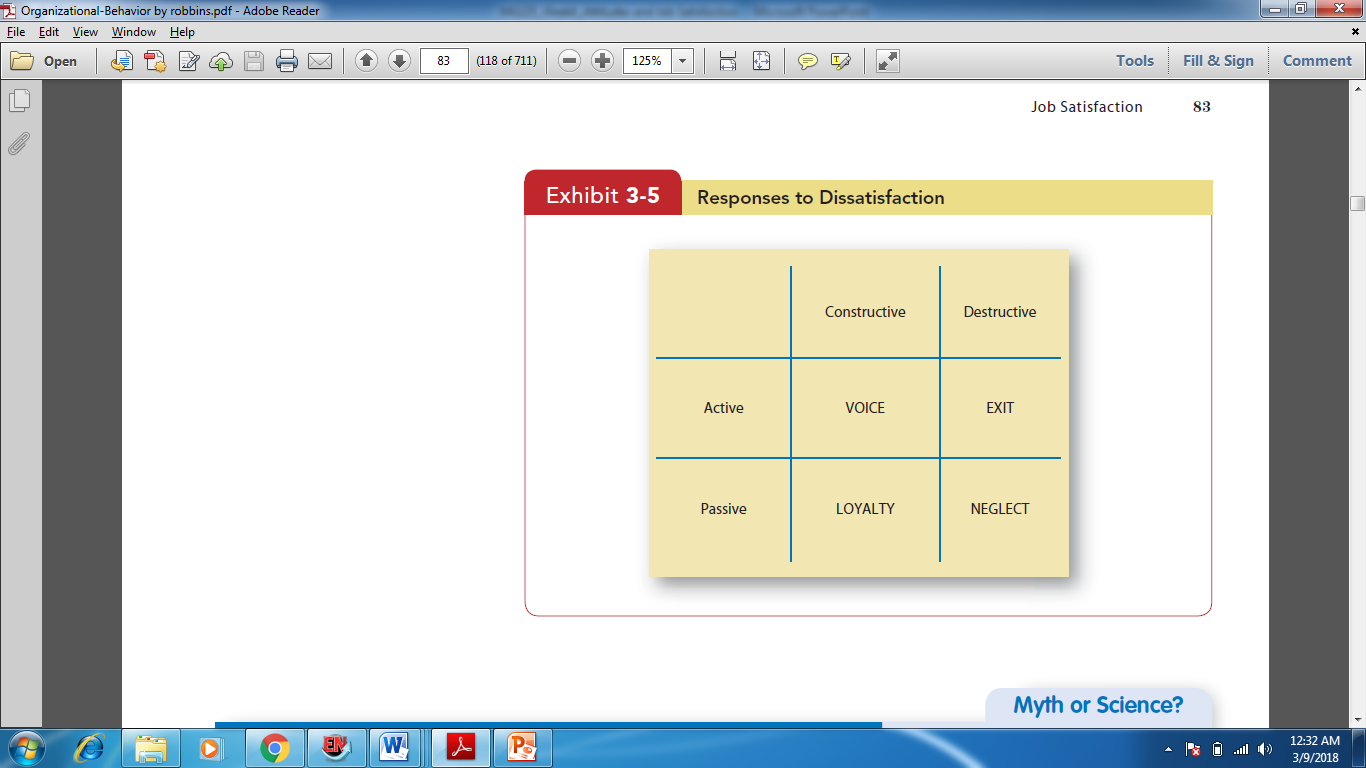 Organizational-Behavior by robbins.pdf - Adobe Reader
File Edit View Window Help
Open 83 (118 of 711) 125% Tools Fill & Sign Comment
Job Satisfaction 83
Exhibit 3-5 Responses to Dissatisfaction
Constructive Destructive
Active VOICE EXIT
Passive LOYALTY NEGLECT
Myth or Science?
12:32 AM
3/9/2018